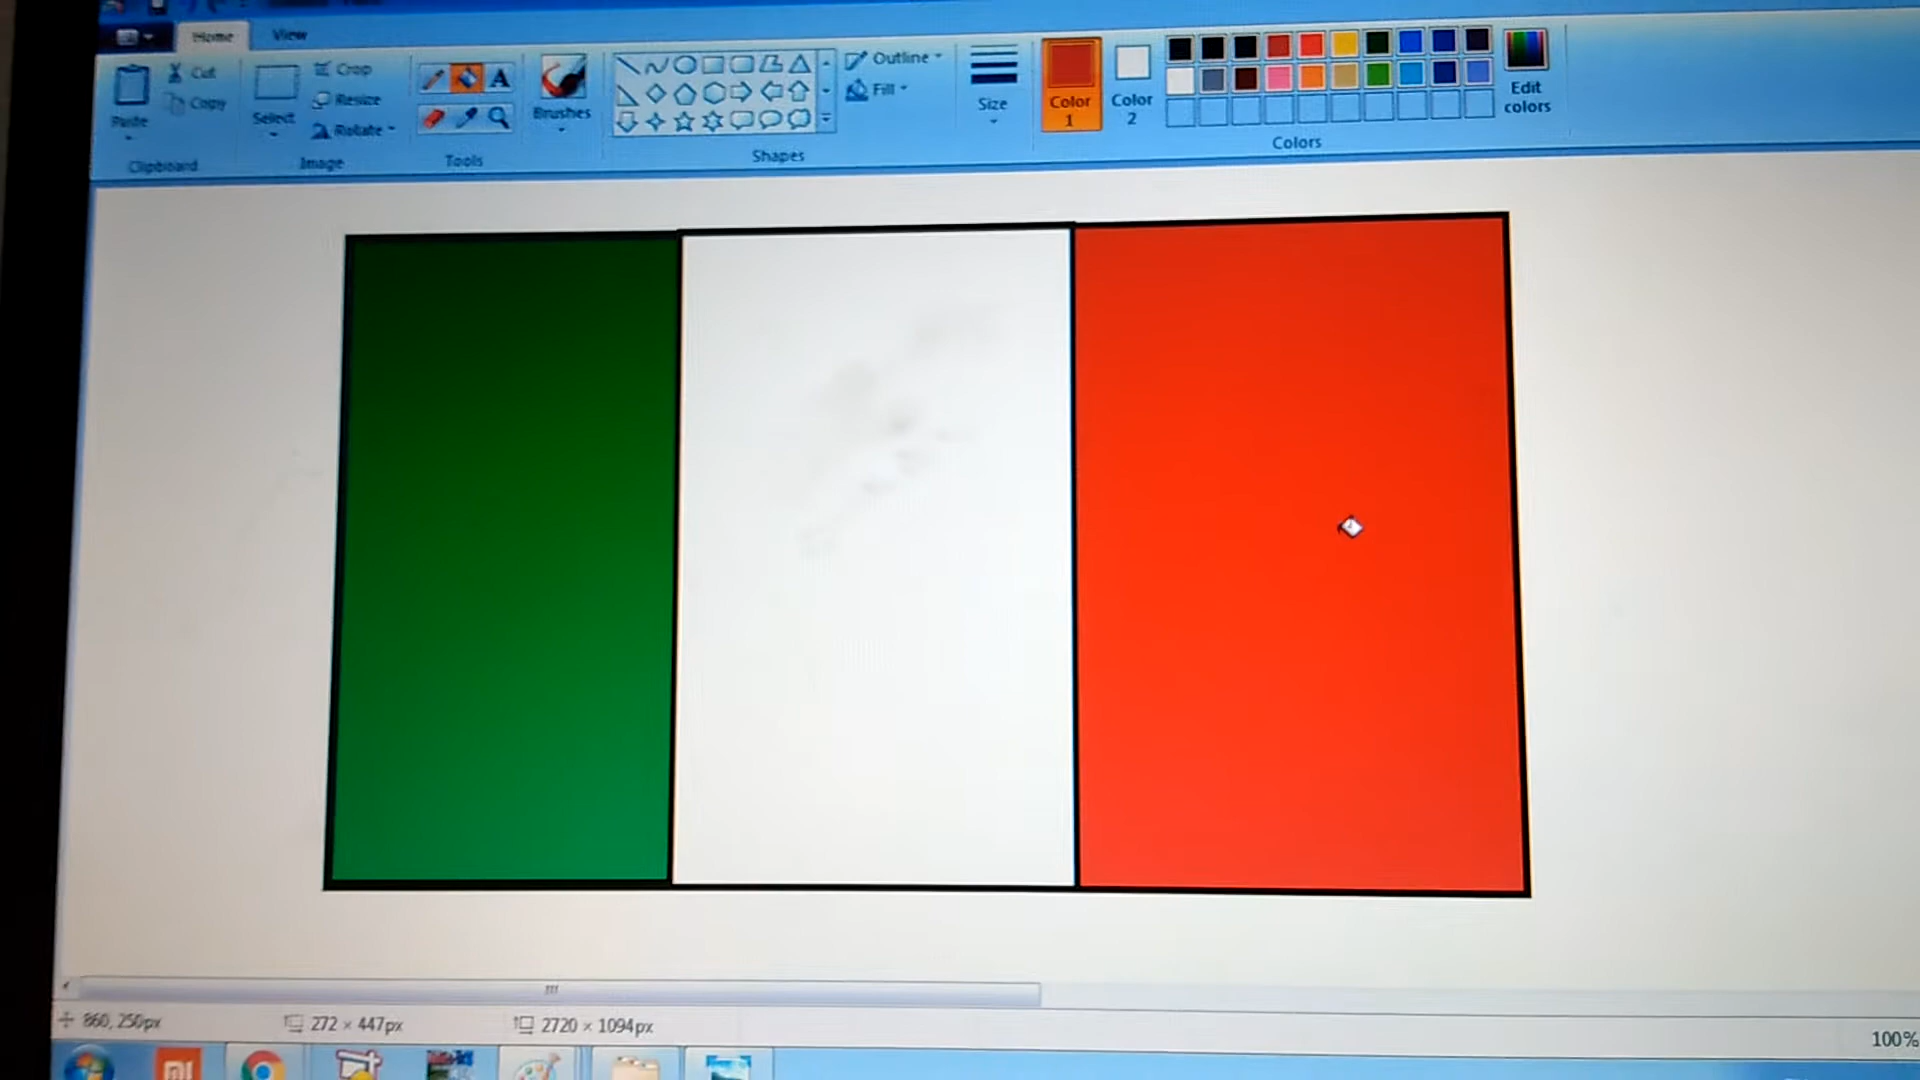 Home View
Cut
Copy
Paste
Clipboard
Crop
Resize
Rotate
Select
Image
A
Tools
Brushes
Shapes
Outline
Fill
Size
Color
1
Color
2
Colors
Edit
colors
860, 250px 272 × 447px 2720 × 1094px 100%